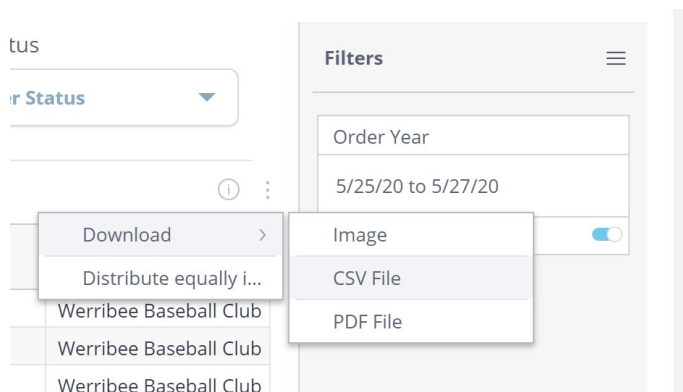 tus
Filters
r Status
Order Year
5/25/20 to 5/27/20
Download
Image
Distribute equally i...
CSV File
PDF File
Werribee Baseball Club
Werribee Baseball Club
Werribee Baseball Club